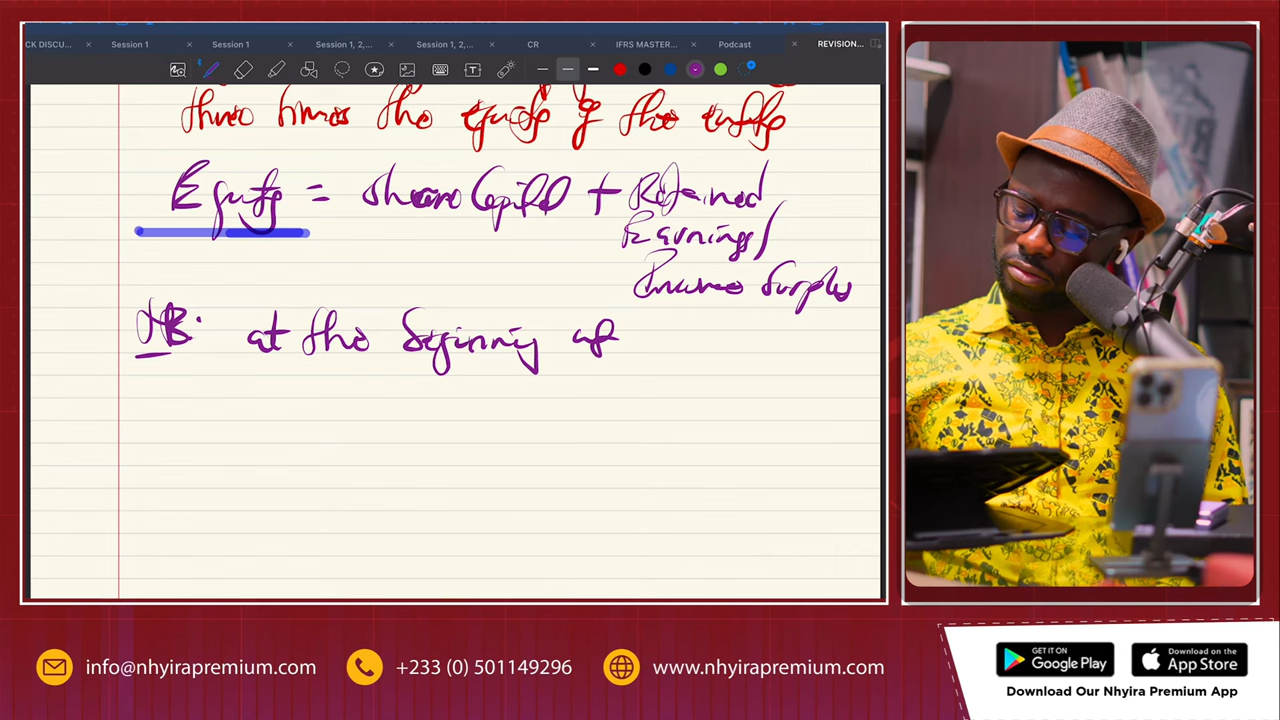 CK DISCU...
Session 1
Session 1
Session 1, 2,...
Session 1, 2,...
CR
IFRS MASTER...
Podcast
REVISION...
three times the equity of the entity
Equity = Share Capital + Retained
Earnings/
Income Surplus
NB: at the beginning of
info@nhyirapremium.com
+233 (0) 501149296
www.nhyirapremium.com
GET IT ON
Google Play
Download on the
App Store
Download Our Nhyira Premium App